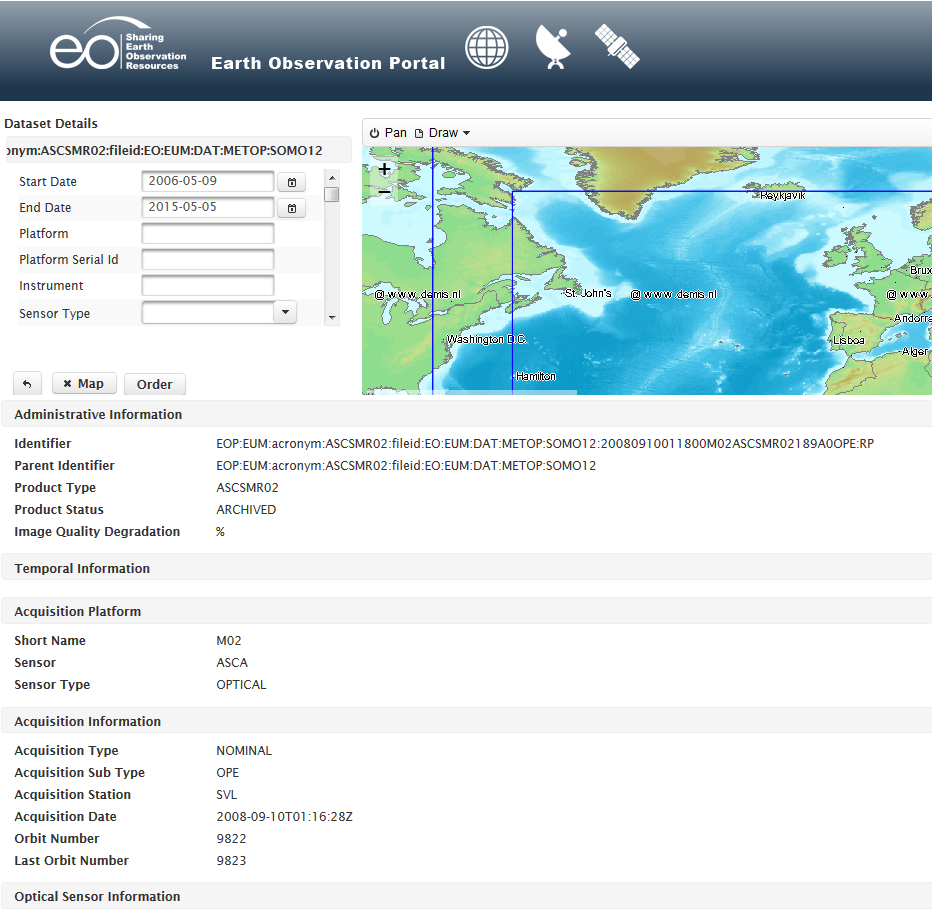 eo
Sharing
Earth
Observation
Resources
Earth Observation Portal
Dataset Details
onym:ASCSMR02:fileid:EO:EUM:DAT:METOP:SOMO12
Start Date 2006-05-09
End Date 2015-05-05
Platform
Platform Serial Id
Instrument
Sensor Type
Map Order
Pan Draw
+
−
Reykjavik
Brux
@www.demis.nl St. John's @www.demis.nl @www.
Andorra
Washington D.C. Lisboa
Alger
Hamilton
Administrative Information
Identifier EOP:EUM:acronym:ASCSMR02:fileid:EO:EUM:DAT:METOP:SOMO12:20080910011800M02ASCSMR02189A0OPE:RP
Parent Identifier EOP:EUM:acronym:ASCSMR02:fileid:EO:EUM:DAT:METOP:SOMO12
Product Type ASCSMR02
Product Status ARCHIVED
Image Quality Degradation %
Temporal Information
Acquisition Platform
Short Name M02
Sensor ASCA
Sensor Type OPTICAL
Acquisition Information
Acquisition Type NOMINAL
Acquisition Sub Type OPE
Acquisition Station SVL
Acquisition Date 2008-09-10T01:16:28Z
Orbit Number 9822
Last Orbit Number 9823
Optical Sensor Information